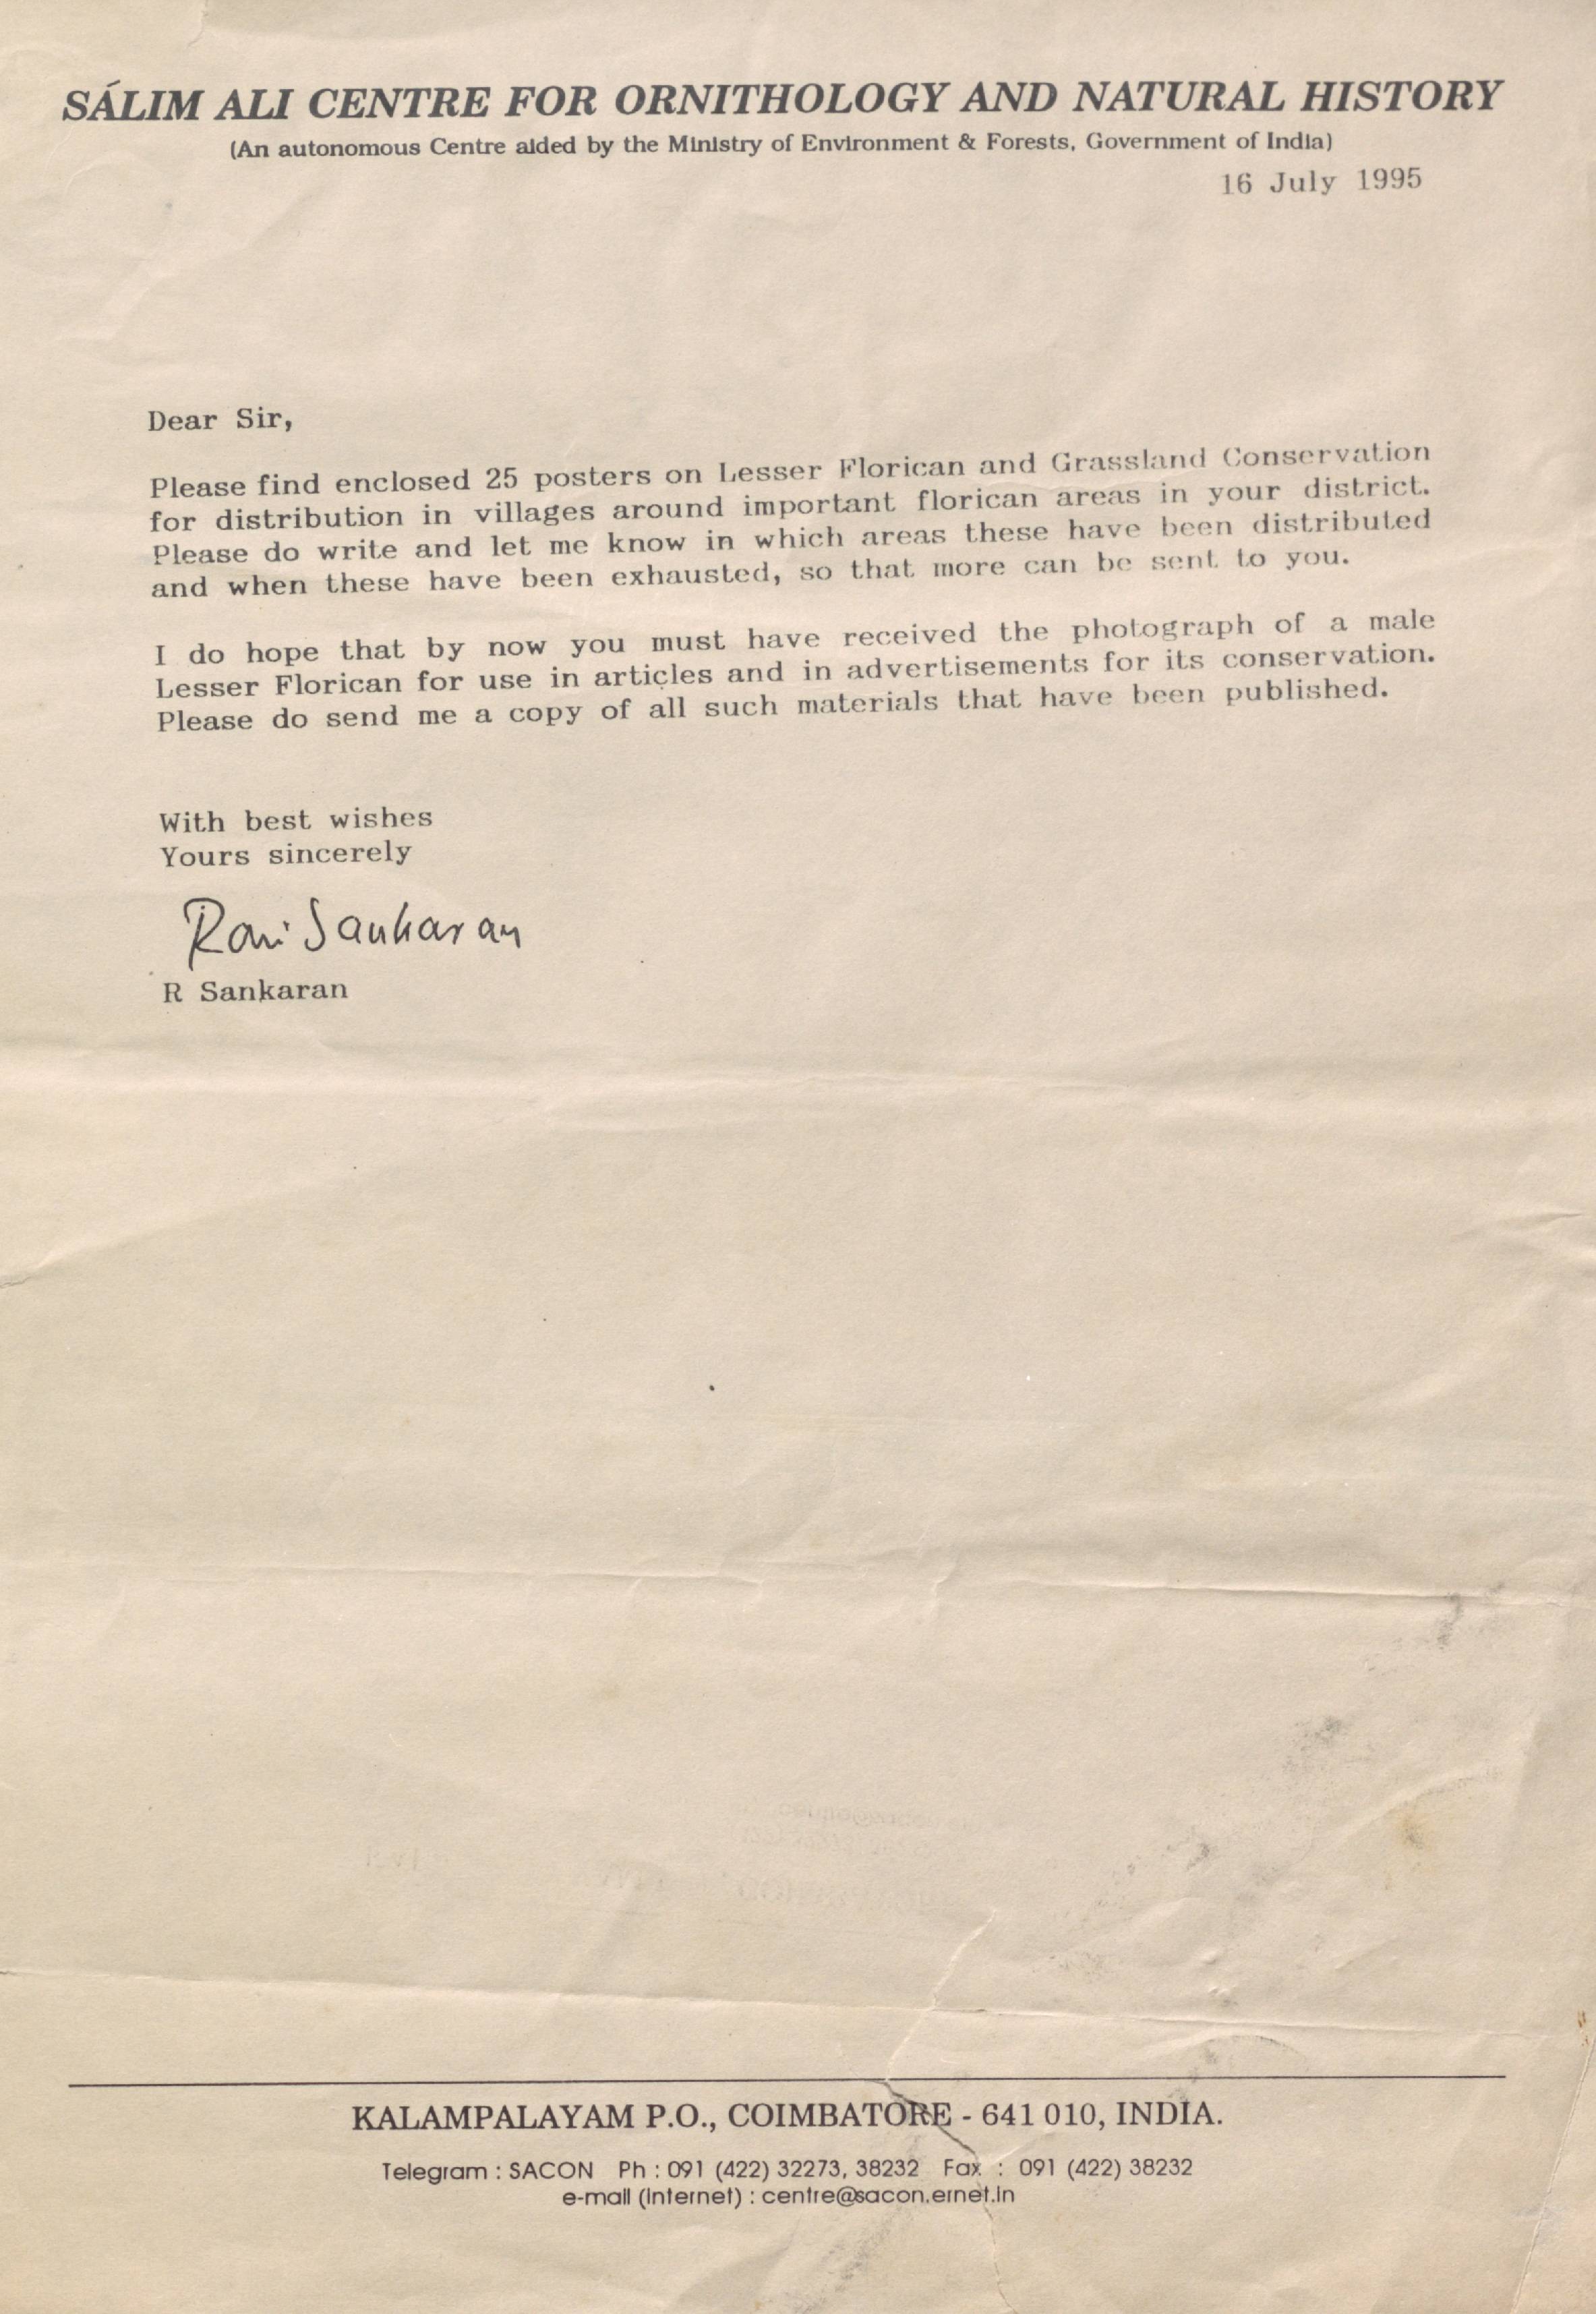 SÁLIM ALI CENTRE FOR ORNITHOLOGY AND NATURAL HISTORY
(An autonomous Centre aided by the Ministry of Environment & Forests, Government of India)
16 July 1995
Dear Sir,
Please find enclosed 25 posters on Lesser Florican and Grassland Conservation
for distribution in villages around important florican areas in your district.
Please do write and let me know in which areas these have been distributed
and when these have been exhausted, so that more can be sent to you.
I do hope that by now you must have received the photograph of a male
Lesser Florican for use in articles and in advertisements for its conservation.
Please do send me a copy of all such materials that have been published.
With best wishes
Yours sincerely
Ravi Sankaran
R Sankaran
KALAMPALAYAM P.O., COIMBATORE - 641 010, INDIA.
Telegram : SACON Ph : 091 (422) 32273, 38232 Fax : 091 (422) 38232
e-mail (Internet) : centre@sacon.ernet.in